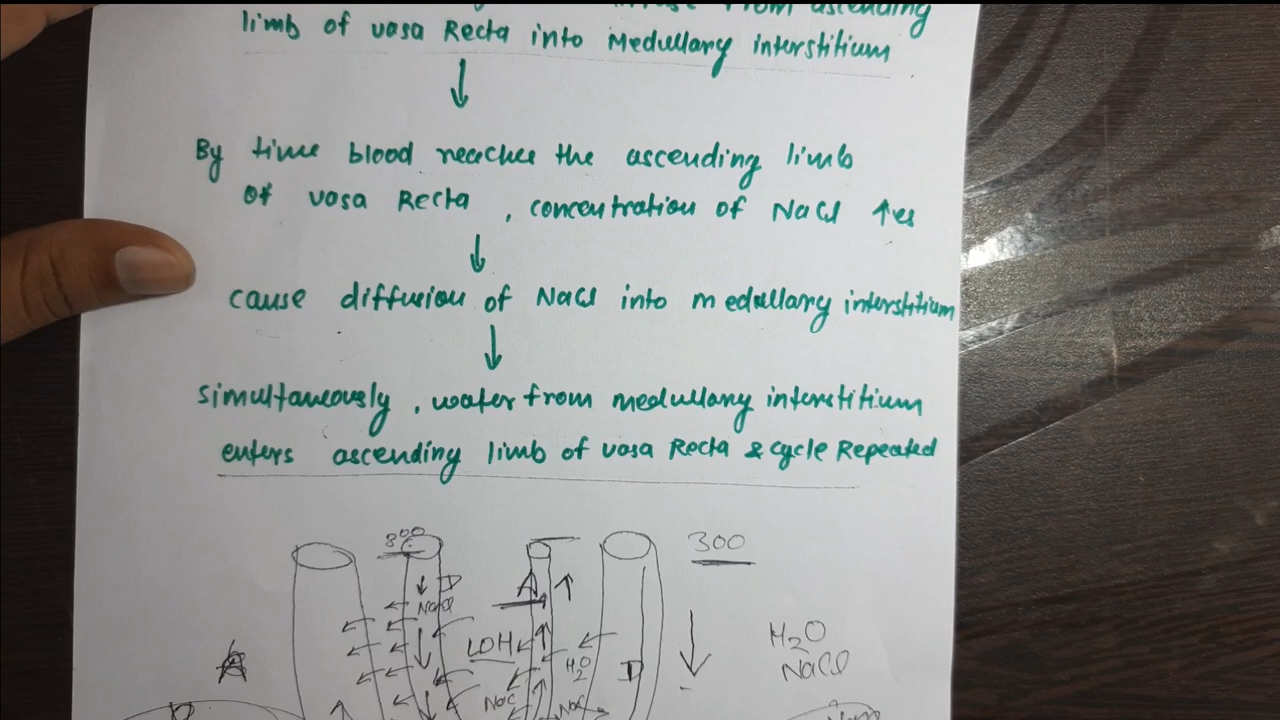 from ascending
limb of vasa Recta into Medullary interstitium
By time blood reaches the ascending limb
of vasa Recta , concentration of NaCl ↑es
cause diffusion of NaCl into medullary interstitium
simultaneously , water from medullary interstitium
enters ascending limb of vasa Recta & cycle Repeated
300
D
NaCl
A
LOH
H2O
D
H2O
NaCl